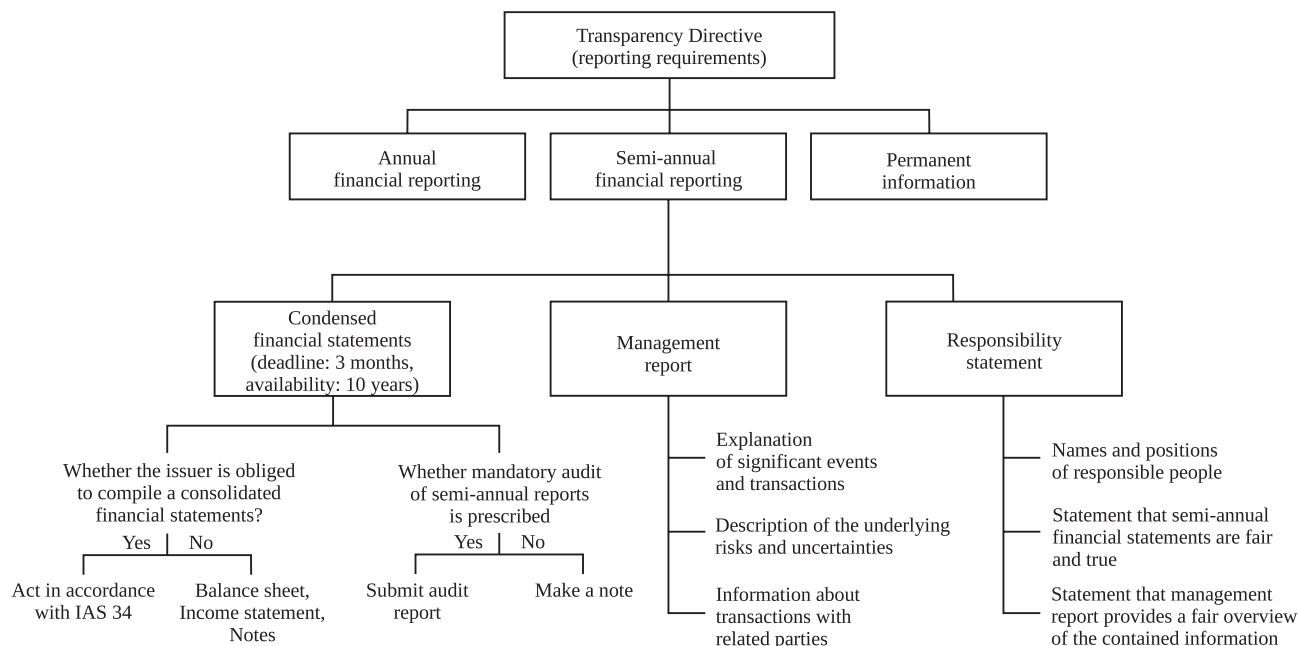 Transparency Directive
(reporting requirements)
Annual
financial reporting
Semi-annual
financial reporting
Permanent
information
Condensed
financial statements
(deadline: 3 months,
availability: 10 years)
Management
report
Responsibility
statement
Whether the issuer is obliged
to compile a consolidated
financial statements?
Yes
No
Act in accordance
with IAS 34
Balance sheet,
Income statement,
Notes
Whether mandatory audit
of semi-annual reports
is prescribed
Yes
No
Submit audit
report
Make a note
Explanation
of significant events
and transactions
Description of the underlying
risks and uncertainties
Information about
transactions with
related parties
Names and positions
of responsible people
Statement that semi-annual
financial statements are fair
and true
Statement that management
report provides a fair overview
of the contained information